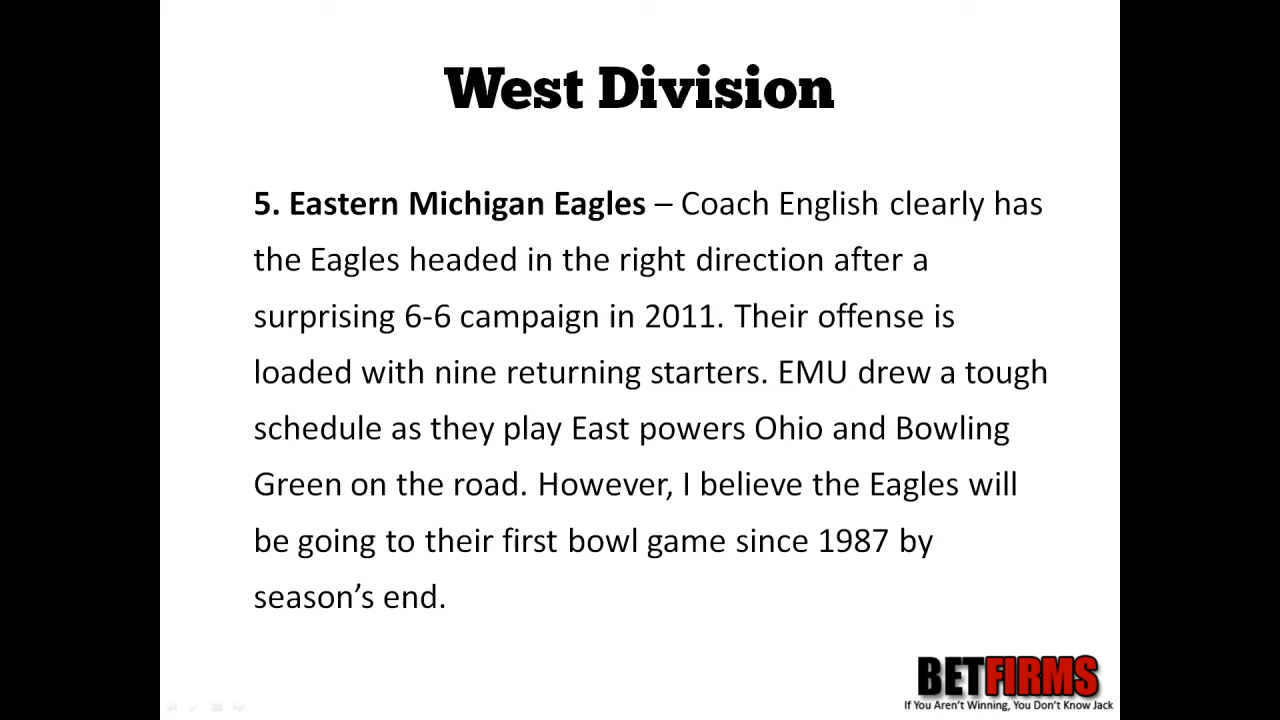 West Division
5. Eastern Michigan Eagles – Coach English clearly has
the Eagles headed in the right direction after a
surprising 6-6 campaign in 2011. Their offense is
loaded with nine returning starters. EMU drew a tough
schedule as they play East powers Ohio and Bowling
Green on the road. However, I believe the Eagles will
be going to their first bowl game since 1987 by
season’s end.
BETFIRMS
If You Aren't Winning, You Don't Know Jack